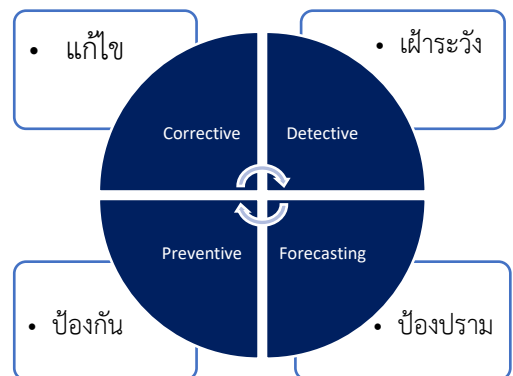 • แก้ไข
• เฝ้าระวัง
Corrective
Detective
Preventive
Forecasting
• ป้องกัน
• ป้องปราม